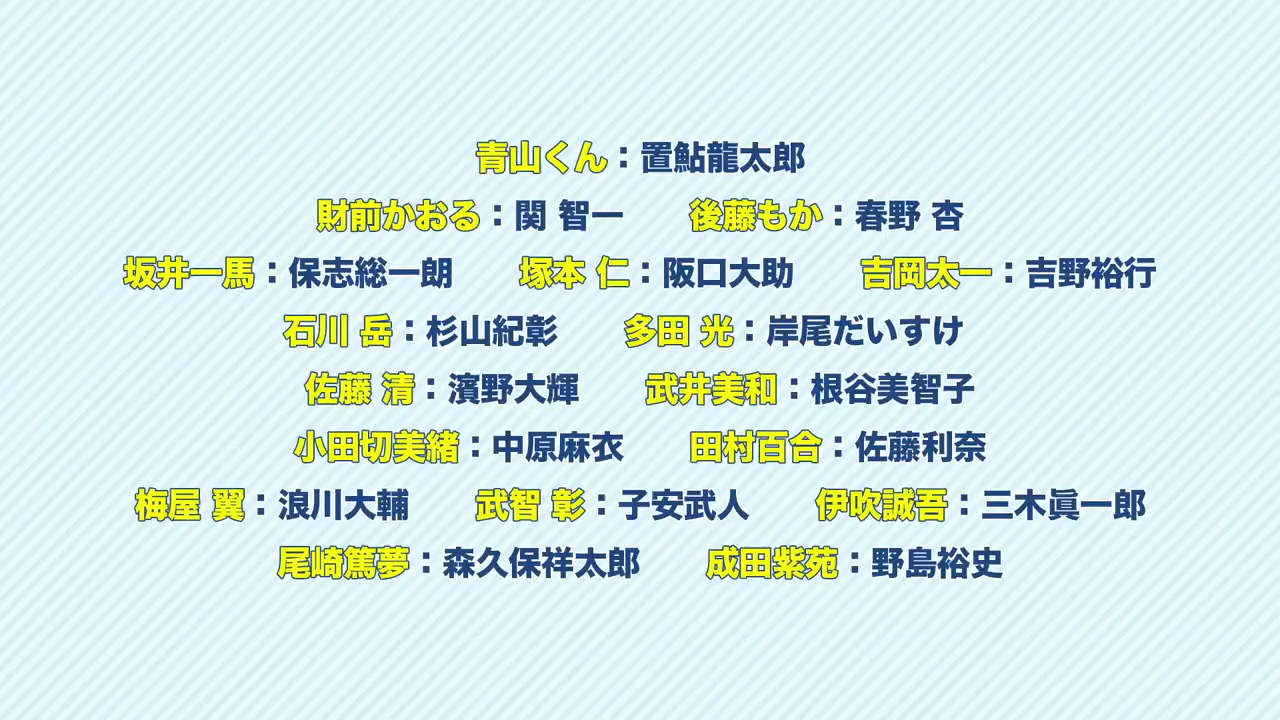 青山くん：置鮎龍太郎
財前かおる：関 智一 後藤もか：春野 杏
坂井一馬：保志総一朗 塚本 仁：阪口大助 吉岡太一：吉野裕行
石川 岳：杉山紀彰 多田 光：岸尾だいすけ
佐藤 清：濱野大輝 武井美和：根谷美智子
小田切美緒：中原麻衣 田村百合：佐藤利奈
梅屋 翼：浪川大輔 武智 彰：子安武人 伊吹誠吾：三木眞一郎
尾崎篤夢：森久保祥太郎 成田紫苑：野島裕史